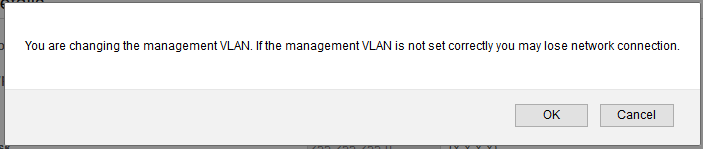 You are changing the management VLAN. If the management VLAN is not set correctly you may lose network connection.
OK Cancel